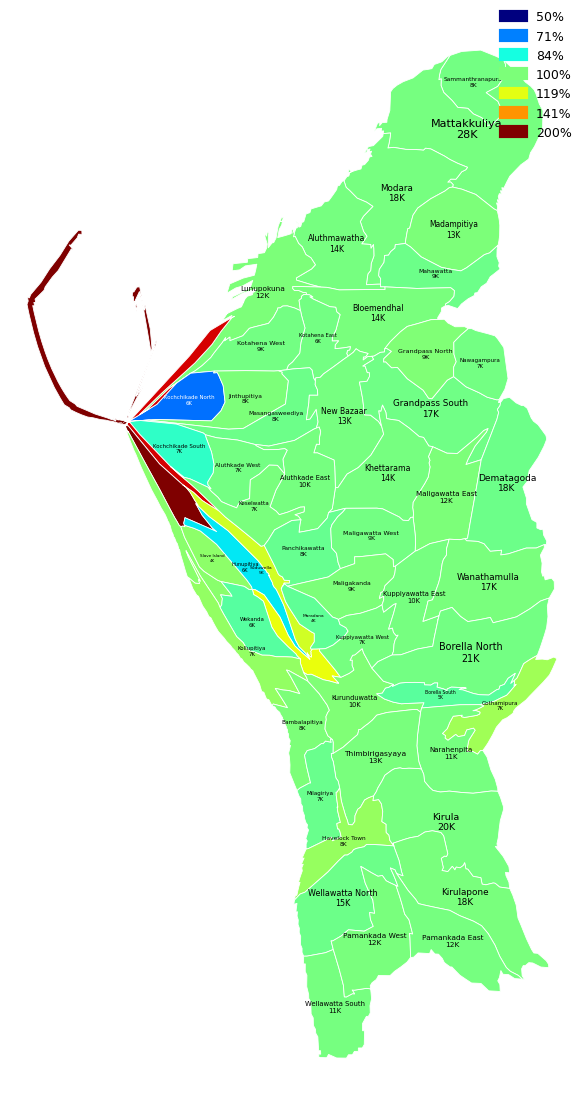 50%
71%
84%
100%
119%
141%
200%
Sammanthranapura
8K
Mattakkuliya
28K
Modara
18K
Madampitiya
13K
Aluthmawatha
14K
Mahawatta
9K
Lunupokuna
12K
Bloemendhal
14K
Kotahena East
6K
Kotahena West
9K
Grandpass North
9K
Nawagampura
7K
Kochchikade North
6K
Jinthupitiya
8K
Masangasweediya
8K
New Bazaar
13K
Grandpass South
17K
Kochchikade South
7K
Aluthkade West
7K
Aluthkade East
10K
Khettarama
14K
Dematagoda
18K
Maligawatta East
12K
Keselwatta
7K
Maligawatta West
9K
Panchikawatta
8K
Slave Island
4K
Hunupitiya
6K
Maligakanda
9K
Wanathamulla
17K
Kuppiyawatta East
10K
Wekanda
6K
Maradana
4K
Kuppiyawatta West
7K
Kollupitiya
7K
Borella North
21K
Borella South
5K
Gothamipura
7K
Kurunduwatta
10K
Bambalapitiya
8K
Thimbirigasyaya
13K
Narahenpita
11K
Milagiriya
7K
Kirula
20K
Havelock Town
8K
Wellawatta North
15K
Kirulapone
18K
Pamankada West
12K
Pamankada East
12K
Wellawatta South
11K